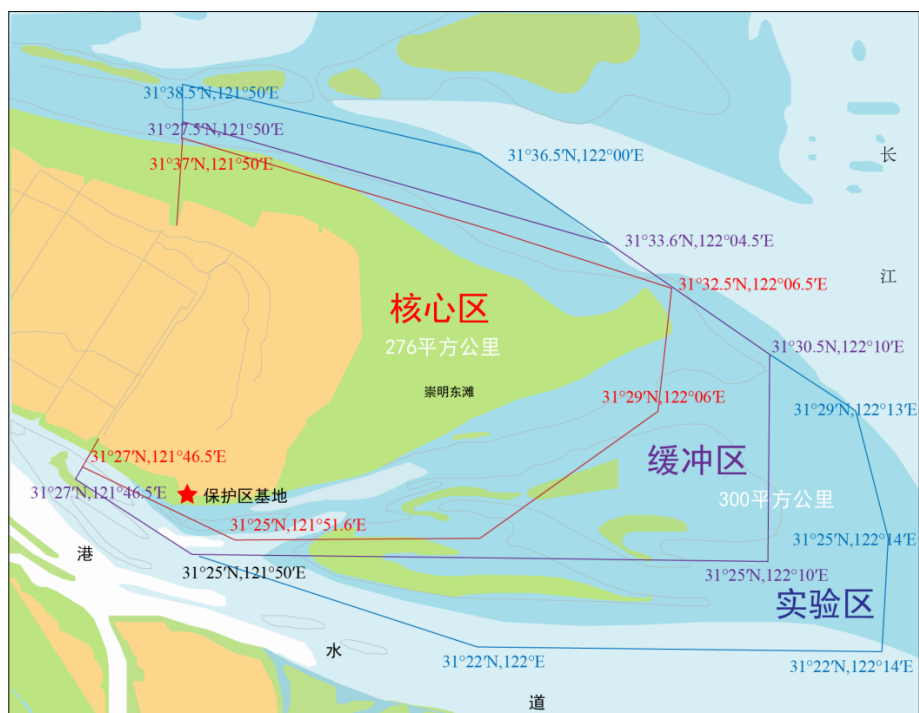 31°38.5′N,121°50′E
31°27.5′N,121°50′E
31°37′N,121°50′E
31°36.5′N,122°00′E
长
江
31°33.6′N,122°04.5′E
31°32.5′N,122°06.5′E
核心区
276平方公里
31°30.5N,122°10′E
崇明东滩
31°29′N,122°06′E
31°29′N,122°13′E
31°27′N,121°46.5′E
缓冲区
31°27′N,121°46.5′E
保护区基地
300平方公里
31°25′N,121°51.6′E
31°25′N,122°14′E
港
31°25′N,121°50′E
31°25′N,122°10′E
实验区
水
31°22′N,122°E
31°22′N,122°14′E
道